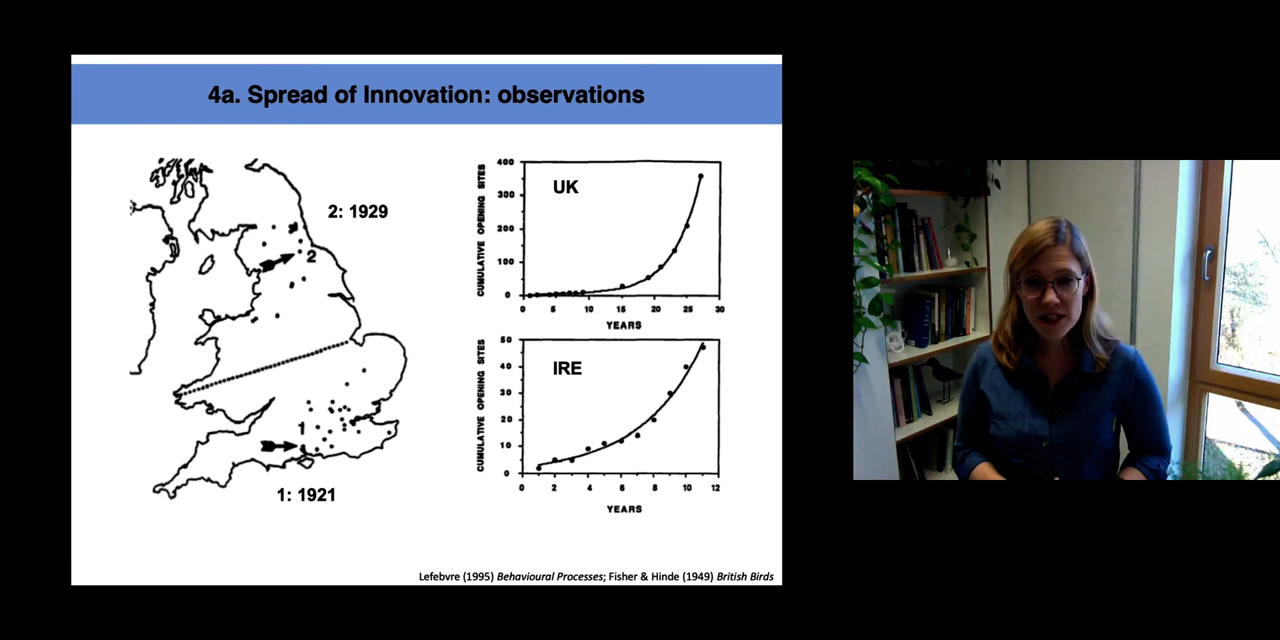 4a. Spread of Innovation: observations
2: 1929
2
1
1: 1921
400
300
200
100
0
CUMULATIVE OPENING SITES
UK
0 5 10 15 20 25 30
YEARS
50
40
30
20
10
0
CUMULATIVE OPENING SITES
IRE
0 2 4 6 8 10 12
YEARS
Lefebvre (1995) Behavioural Processes; Fisher & Hinde (1949) British Birds